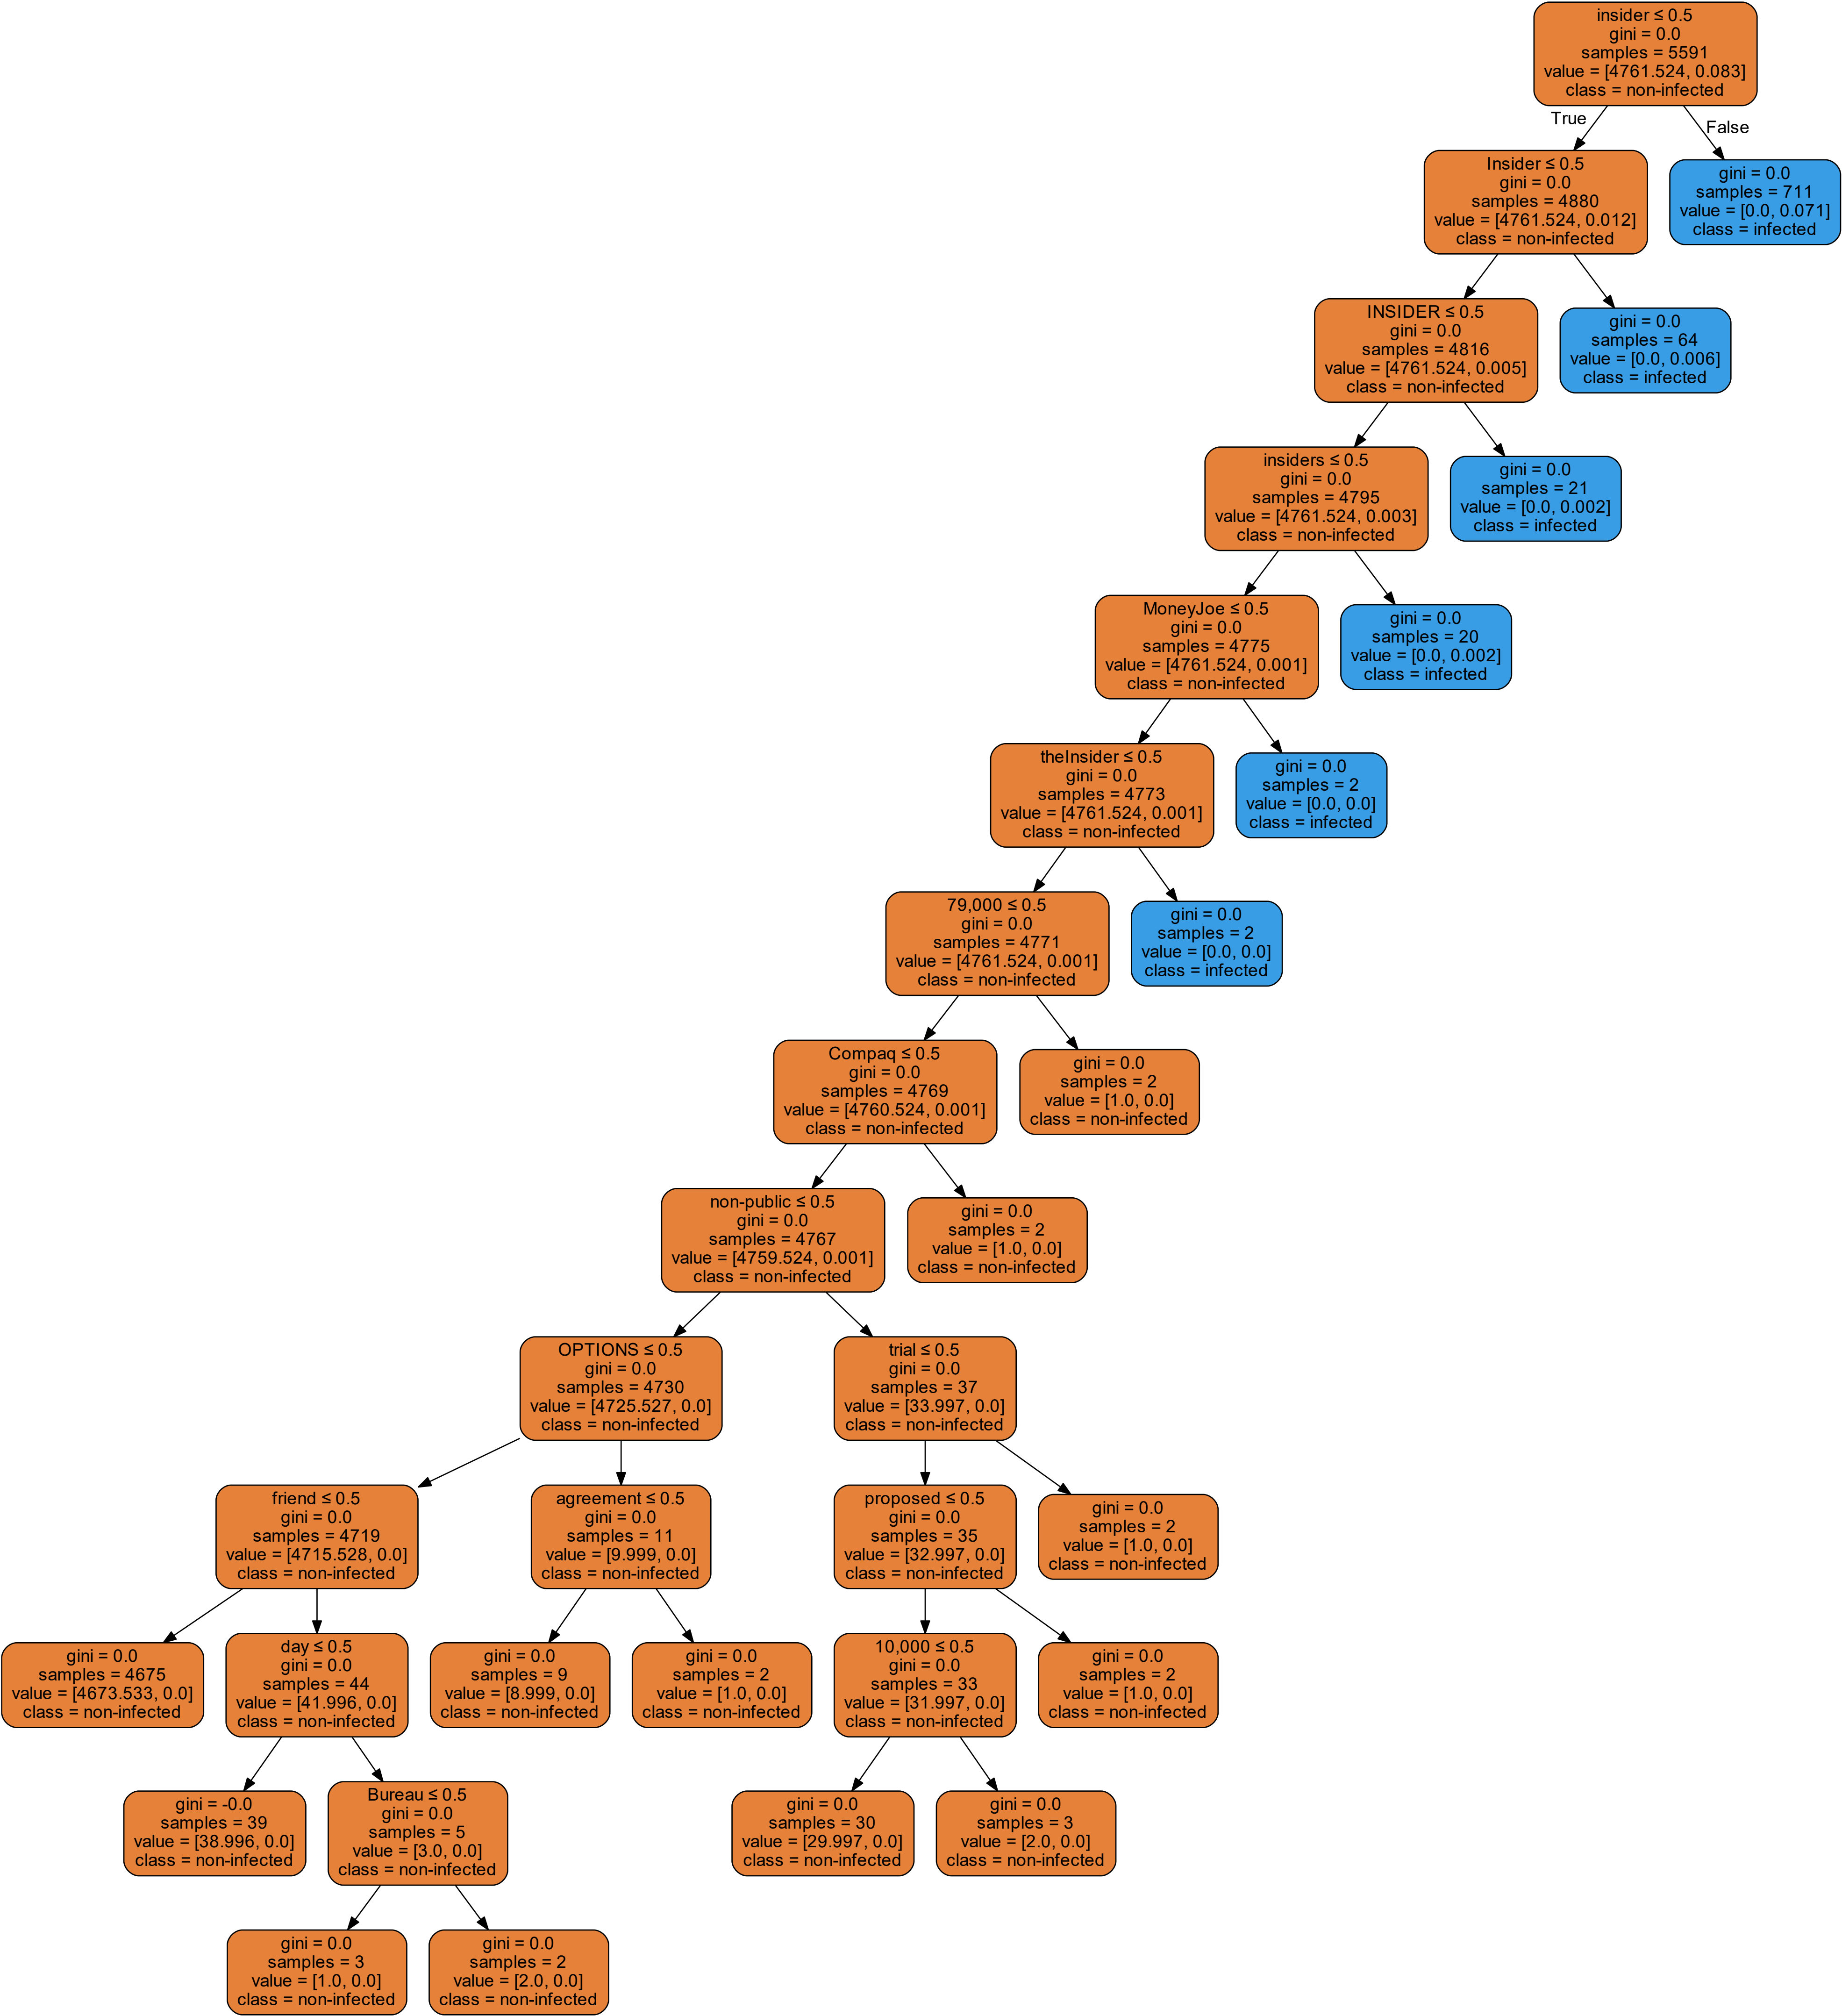 insider ≤ 0.5
gini = 0.0
samples = 5591
value = [4761.524, 0.083]
class = non-infected
True
False
Insider ≤ 0.5
gini = 0.0
samples = 4880
value = [4761.524, 0.012]
class = non-infected
gini = 0.0
samples = 711
value = [0.0, 0.071]
class = infected
INSIDER ≤ 0.5
gini = 0.0
samples = 4816
value = [4761.524, 0.005]
class = non-infected
gini = 0.0
samples = 64
value = [0.0, 0.006]
class = infected
insiders ≤ 0.5
gini = 0.0
samples = 4795
value = [4761.524, 0.003]
class = non-infected
gini = 0.0
samples = 21
value = [0.0, 0.002]
class = infected
MoneyJoe ≤ 0.5
gini = 0.0
samples = 4775
value = [4761.524, 0.001]
class = non-infected
gini = 0.0
samples = 20
value = [0.0, 0.002]
class = infected
theInsider ≤ 0.5
gini = 0.0
samples = 4773
value = [4761.524, 0.001]
class = non-infected
gini = 0.0
samples = 2
value = [0.0, 0.0]
class = infected
79,000 ≤ 0.5
gini = 0.0
samples = 4771
value = [4761.524, 0.001]
class = non-infected
gini = 0.0
samples = 2
value = [0.0, 0.0]
class = infected
Compaq ≤ 0.5
gini = 0.0
samples = 4769
value = [4760.524, 0.001]
class = non-infected
gini = 0.0
samples = 2
value = [1.0, 0.0]
class = non-infected
non-public ≤ 0.5
gini = 0.0
samples = 4767
value = [4759.524, 0.001]
class = non-infected
gini = 0.0
samples = 2
value = [1.0, 0.0]
class = non-infected
OPTIONS ≤ 0.5
gini = 0.0
samples = 4730
value = [4725.527, 0.0]
class = non-infected
trial ≤ 0.5
gini = 0.0
samples = 37
value = [33.997, 0.0]
class = non-infected
friend ≤ 0.5
gini = 0.0
samples = 4719
value = [4715.528, 0.0]
class = non-infected
agreement ≤ 0.5
gini = 0.0
samples = 11
value = [9.999, 0.0]
class = non-infected
proposed ≤ 0.5
gini = 0.0
samples = 35
value = [32.997, 0.0]
class = non-infected
gini = 0.0
samples = 2
value = [1.0, 0.0]
class = non-infected
gini = 0.0
samples = 4675
value = [4673.533, 0.0]
class = non-infected
day ≤ 0.5
gini = 0.0
samples = 44
value = [41.996, 0.0]
class = non-infected
gini = 0.0
samples = 9
value = [8.999, 0.0]
class = non-infected
gini = 0.0
samples = 2
value = [1.0, 0.0]
class = non-infected
10,000 ≤ 0.5
gini = 0.0
samples = 33
value = [31.997, 0.0]
class = non-infected
gini = 0.0
samples = 2
value = [1.0, 0.0]
class = non-infected
gini = -0.0
samples = 39
value = [38.996, 0.0]
class = non-infected
Bureau ≤ 0.5
gini = 0.0
samples = 5
value = [3.0, 0.0]
class = non-infected
gini = 0.0
samples = 30
value = [29.997, 0.0]
class = non-infected
gini = 0.0
samples = 3
value = [2.0, 0.0]
class = non-infected
gini = 0.0
samples = 3
value = [1.0, 0.0]
class = non-infected
gini = 0.0
samples = 2
value = [2.0, 0.0]
class = non-infected